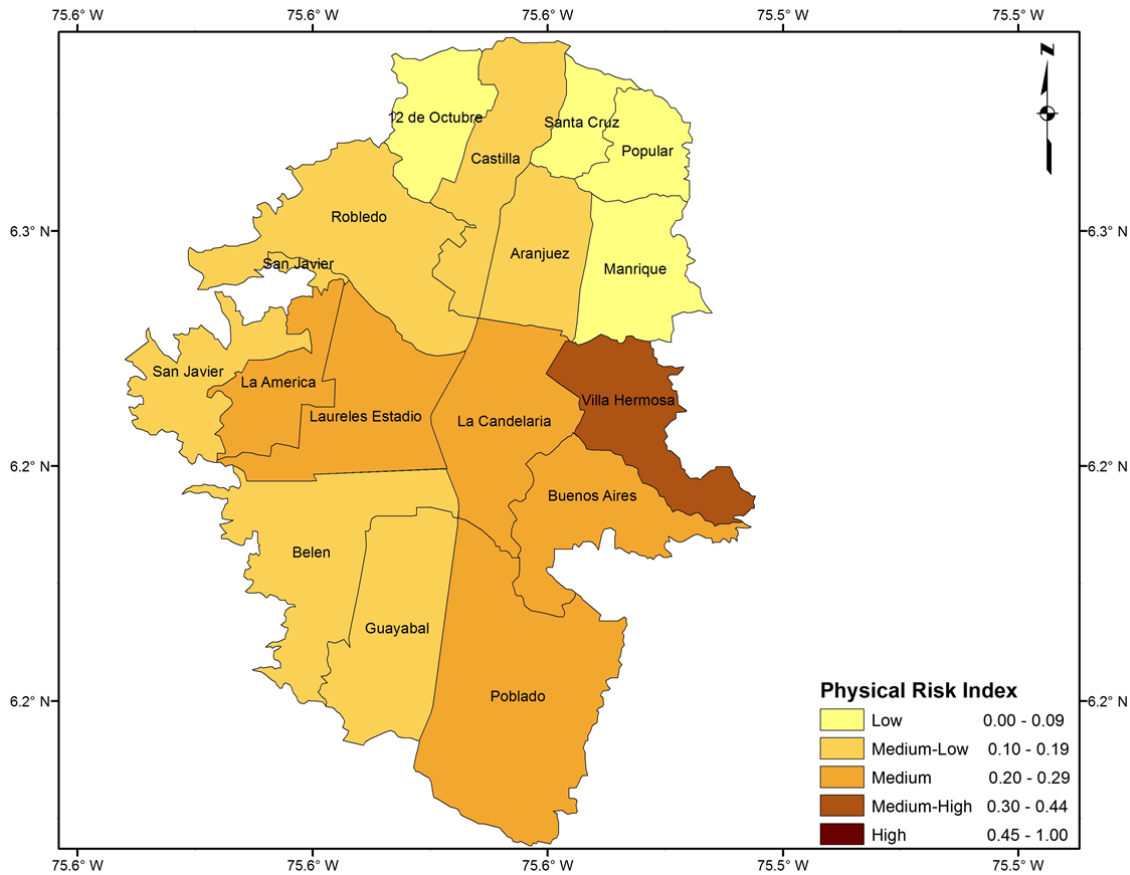 75.6° W 75.6° W 75.6° W 75.5° W 75.5° W
N
12 de Octubre
Santa Cruz
Popular
Castilla
Robledo
6.3° N 6.3° N
Aranjuez
San Javier
Manrique
San Javier
La America
Villa Hermosa
Laureles Estadio
La Candelaria
6.2° N 6.2° N
Buenos Aires
Belen
Guayabal
Poblado
6.2° N 6.2° N
Physical Risk Index
Low 0.00 - 0.09
Medium-Low 0.10 - 0.19
Medium 0.20 - 0.29
Medium-High 0.30 - 0.44
High 0.45 - 1.00
75.6° W 75.6° W 75.6° W 75.5° W 75.5° W